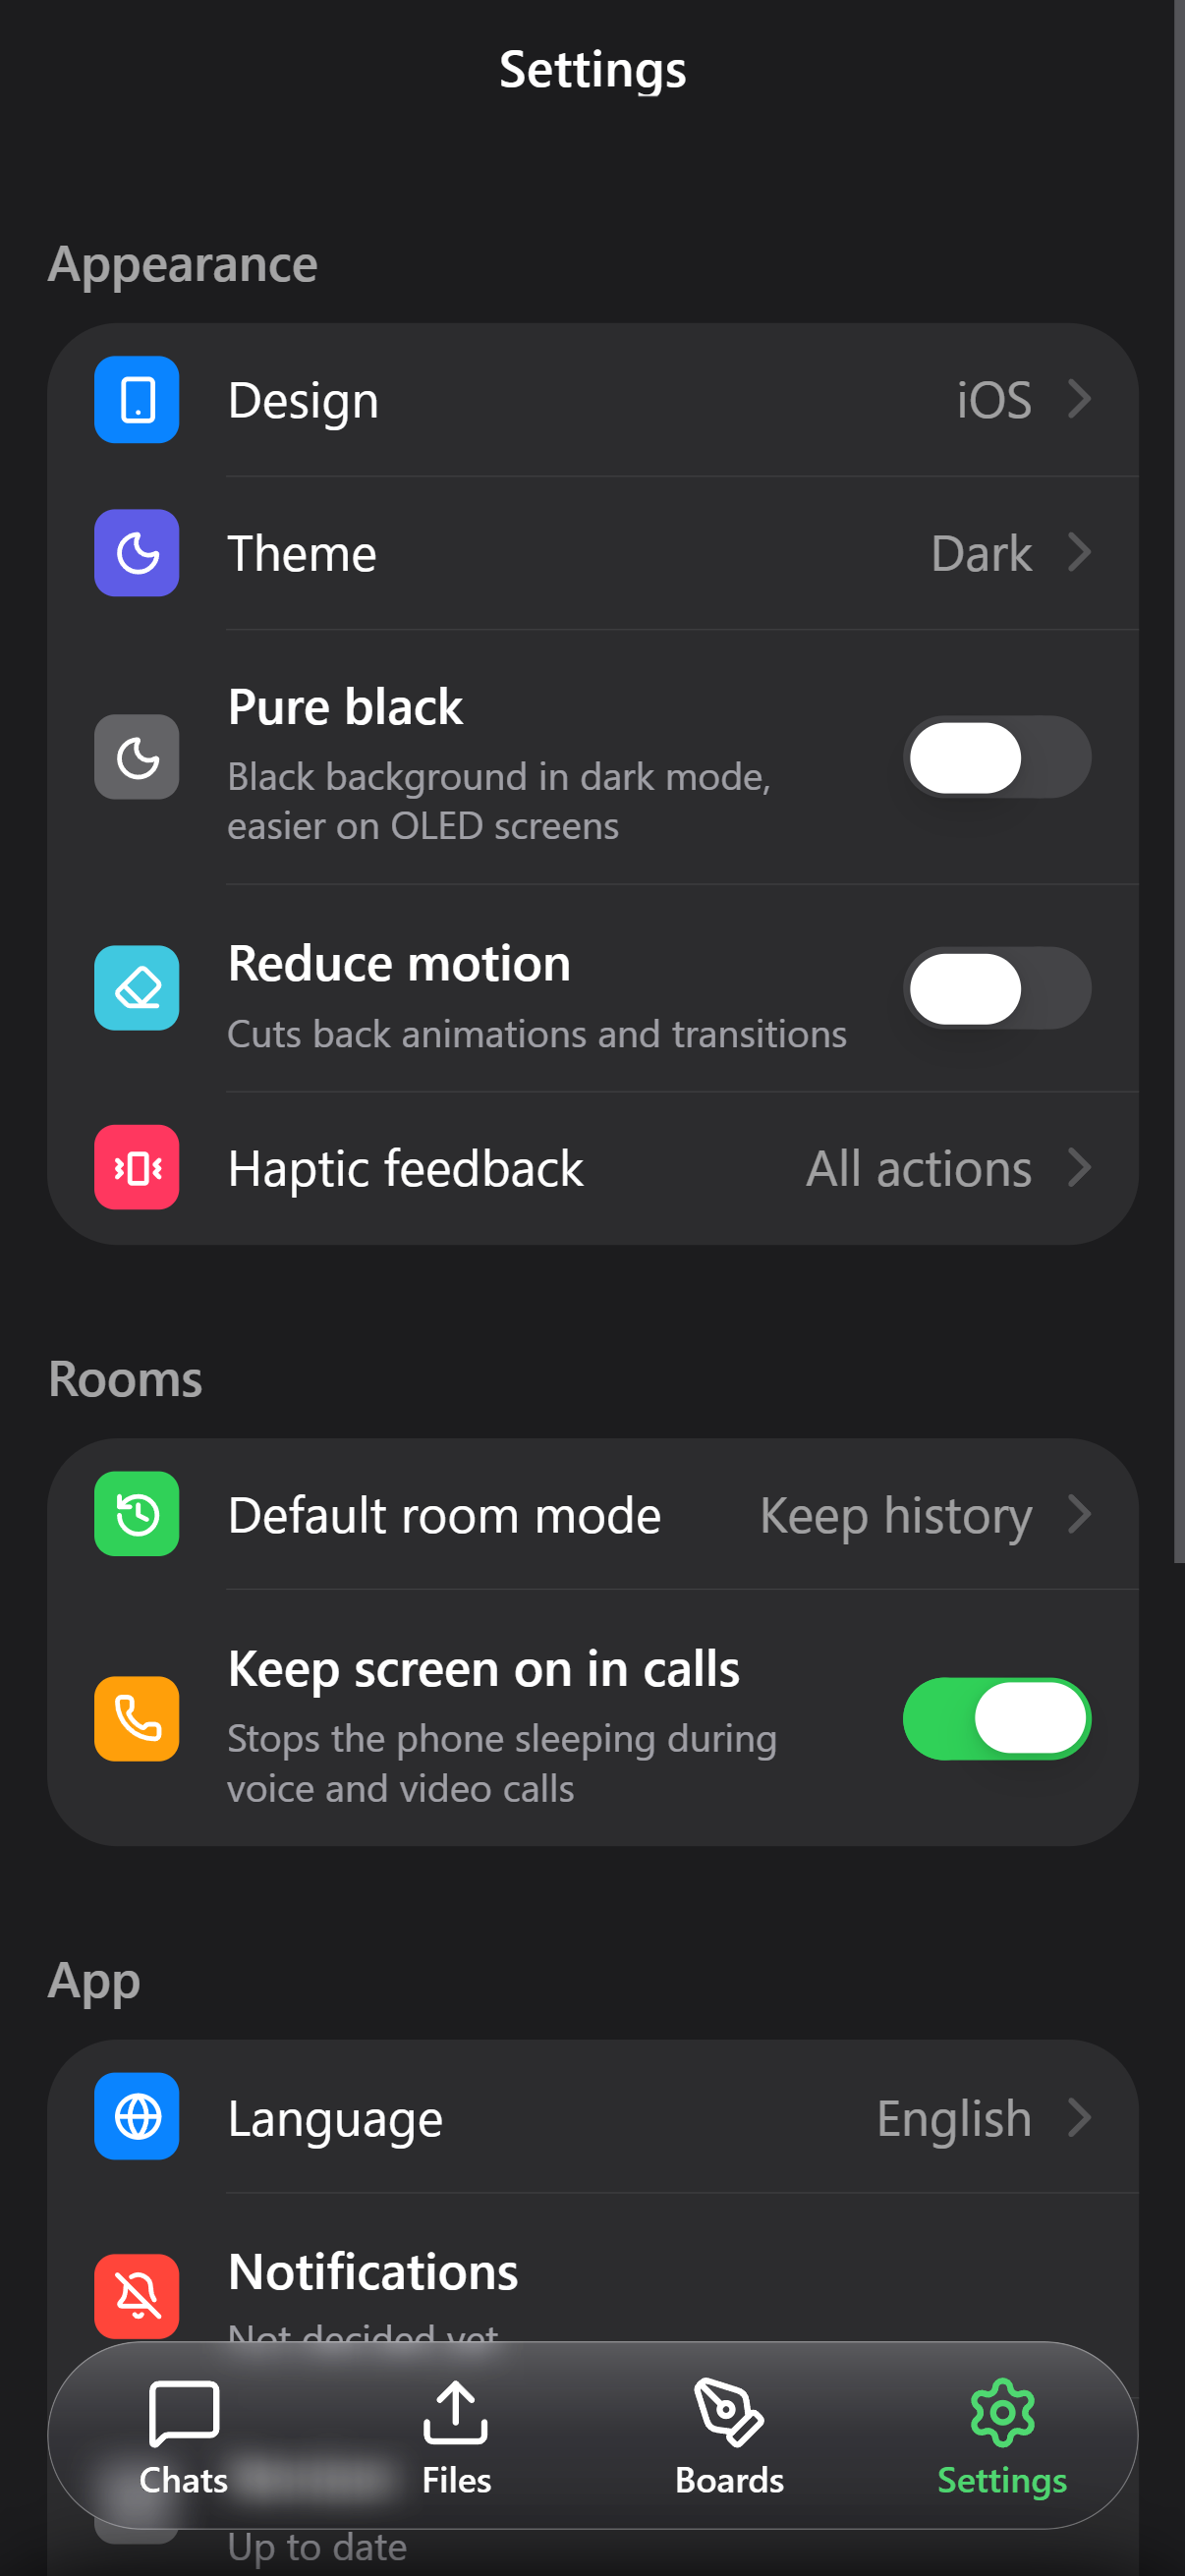 Settings
Appearance
Design
iOS
Theme
Dark
Pure black
Black background in dark mode,
easier on OLED screens
Reduce motion
Cuts back animations and transitions
Haptic feedback
All actions
Rooms
Default room mode
Keep history
Keep screen on in calls
Stops the phone sleeping during
voice and video calls
App
Language
English
Notifications
Not decided yet
Chats
Files
Boards
Settings
Up to date